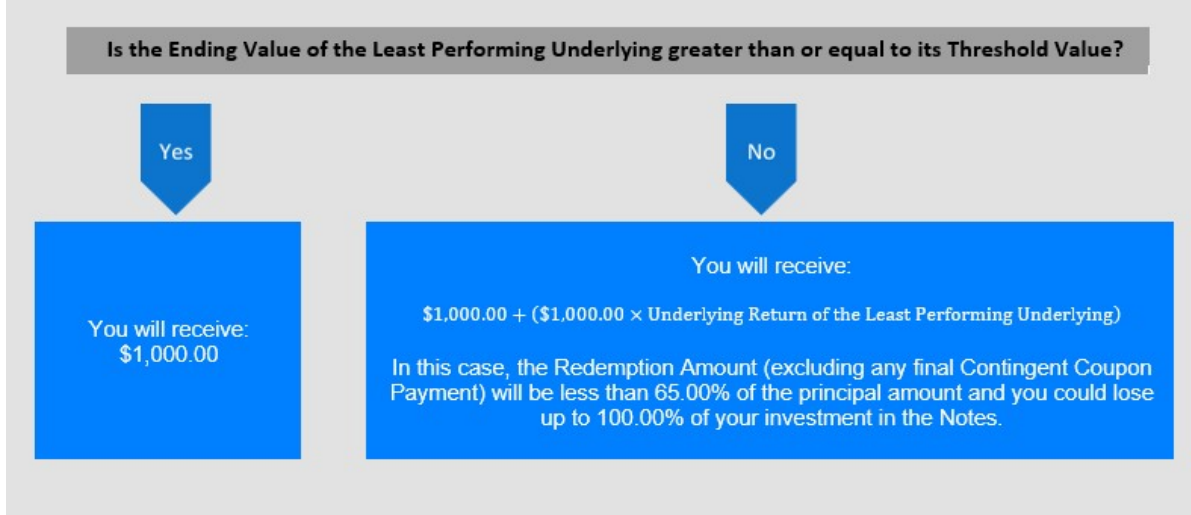 Is the Ending Value of the Least Performing Underlying greater than or equal to its Threshold Value?
Yes
No
You will receive:
$1,000.00
You will receive:
$1,000.00 + ($1,000.00 × Underlying Return of the Least Performing Underlying)
In this case, the Redemption Amount (excluding any final Contingent Coupon
Payment) will be less than 65.00% of the principal amount and you could lose
up to 100.00% of your investment in the Notes.